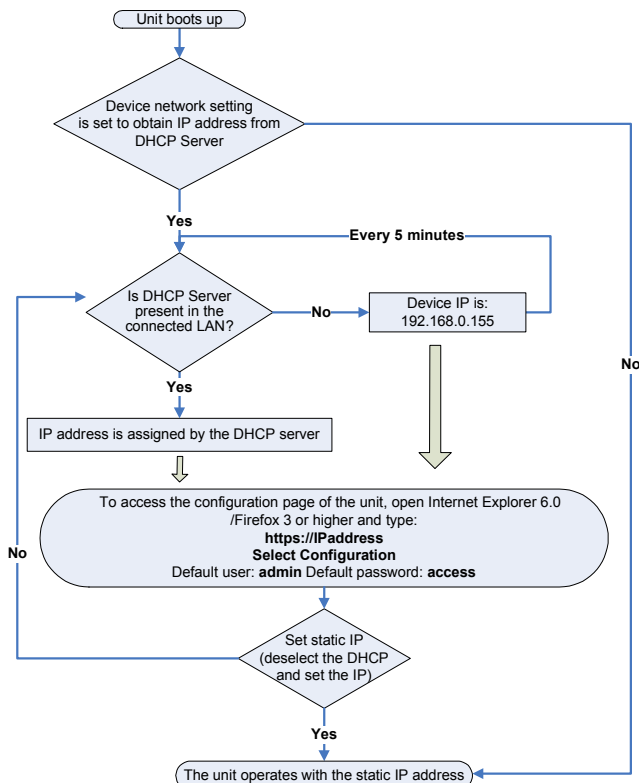 Unit boots up
Device network setting
is set to obtain IP address from
DHCP Server
Yes
Every 5 minutes
Is DHCP Server
present in the
connected LAN?
No
Device IP is:
192.168.0.155
No
Yes
IP address is assigned by the DHCP server
To access the configuration page of the unit, open Internet Explorer 6.0
/Firefox 3 or higher and type:
https://IPaddress
Select Configuration
Default user: admin Default password: access
No
Set static IP
(deselect the DHCP
and set the IP)
Yes
The unit operates with the static IP address